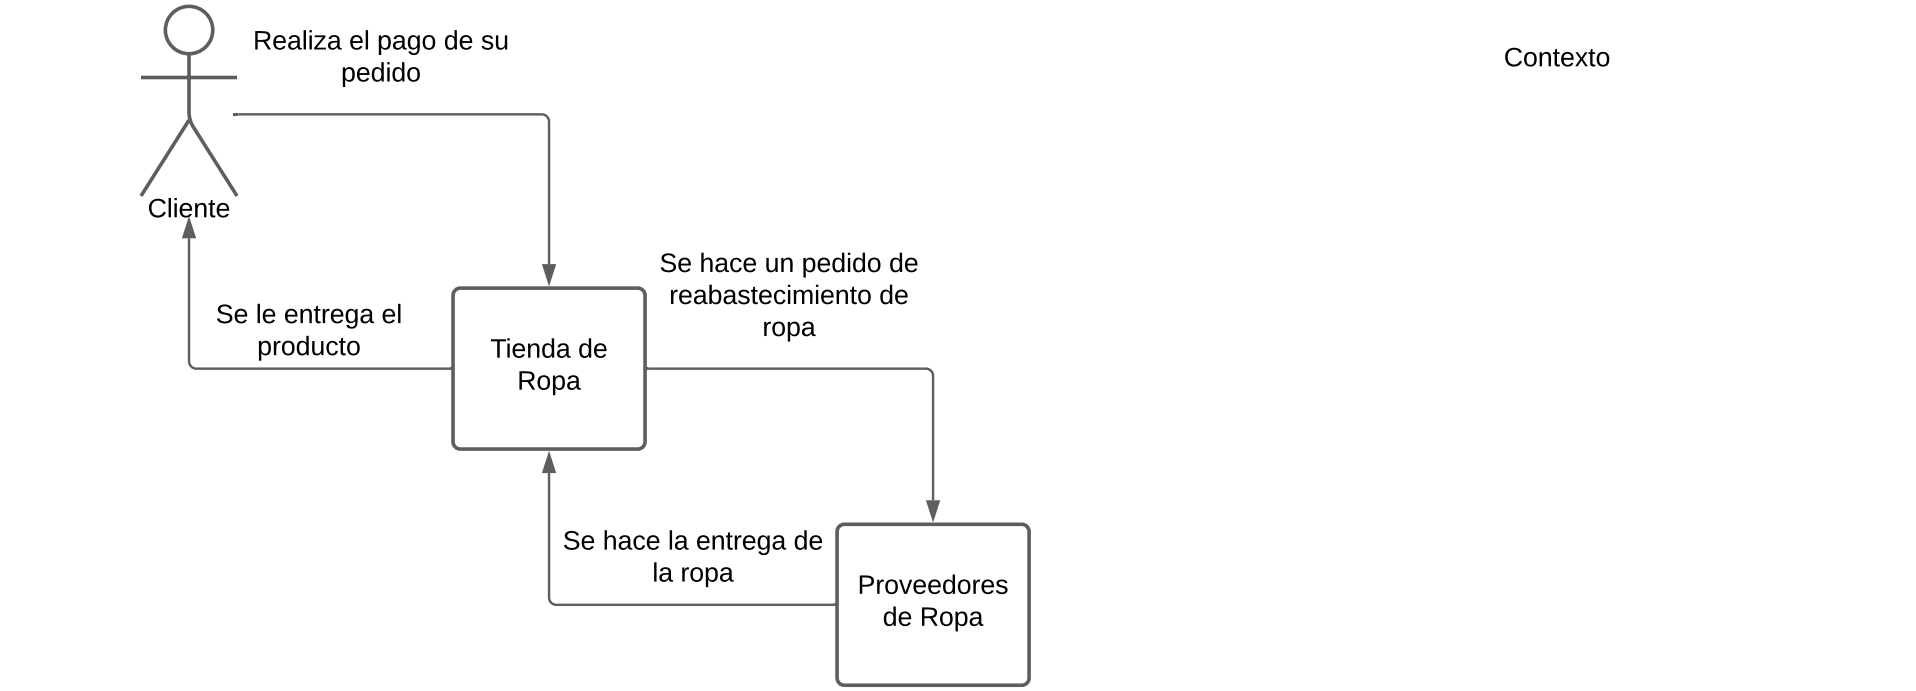 Realiza el pago de su
pedido
Contexto
Cliente
Se hace un pedido de
reabastecimiento de
ropa
Se le entrega el
producto
Tienda de
Ropa
Se hace la entrega de
la ropa
Proveedores
de Ropa